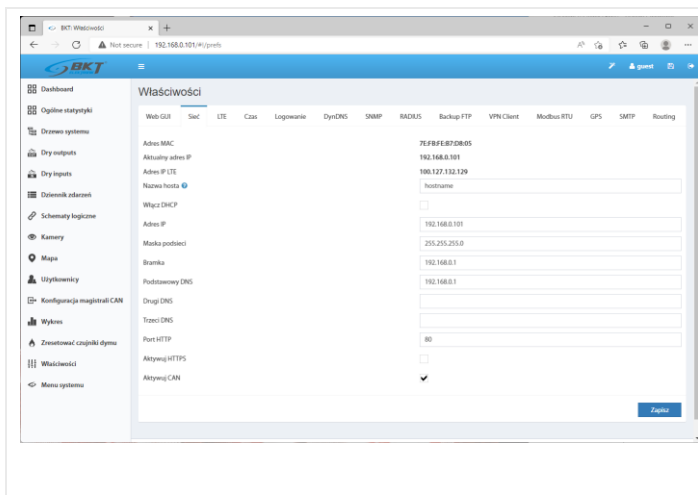 BKT: Właściwości
Not secure | 192.168.0.101/#!/prefs
BKT
guest
Dashboard
Ogólne statystyki
Drzewo systemu
Dry outputs
Dry inputs
Dziennik zdarzeń
Schematy logiczne
Kamery
Mapa
Użytkownicy
Konfiguracja magistrali CAN
Wykres
Zresetować czujniki dymu
Właściwości
Menu systemu
Właściwości
Web GUI Sieć LTE Czas Logowanie DynDNS SNMP RADIUS Backup FTP VPN Client Modbus RTU GPS SMTP Routing
Adres MAC 7E:FB:FE:B7:D8:05
Aktualny adres IP 192.168.0.101
Adres IP LTE 100.127.132.129
Nazwa hosta hostname
Włącz DHCP
Adres IP 192.168.0.101
Maska podsieci 255.255.255.0
Bramka 192.168.0.1
Podstawowy DNS 192.168.0.1
Drugi DNS
Trzeci DNS
Port HTTP 80
Aktywuj HTTPS
Aktywuj CAN
Zapisz